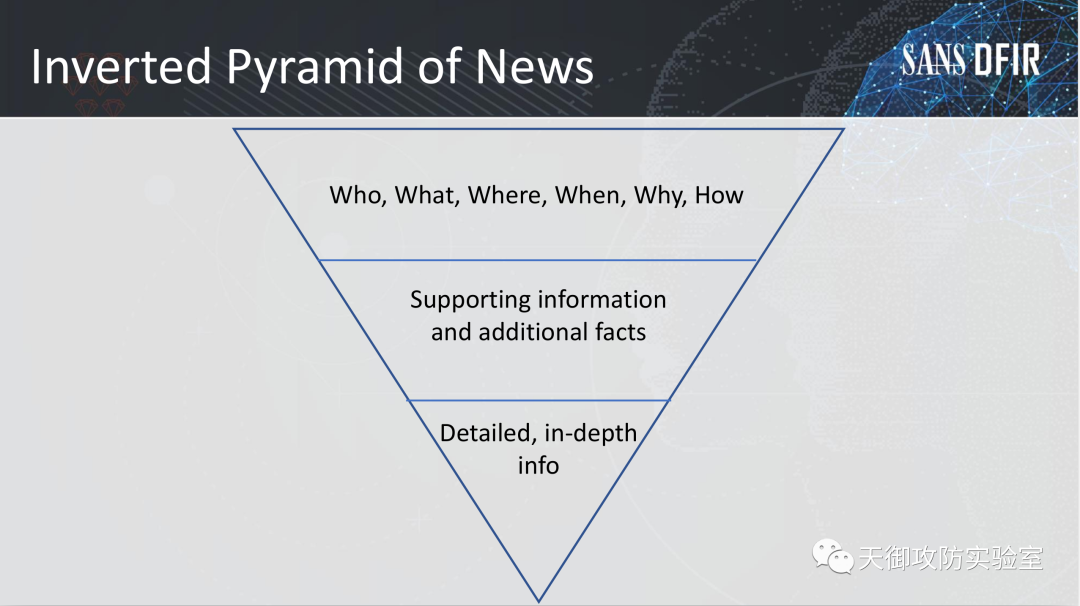 Inverted Pyramid of News
SANS DFIR
Who, What, Where, When, Why, How
Supporting information
and additional facts
Detailed, in-depth
info
天御攻防实验室